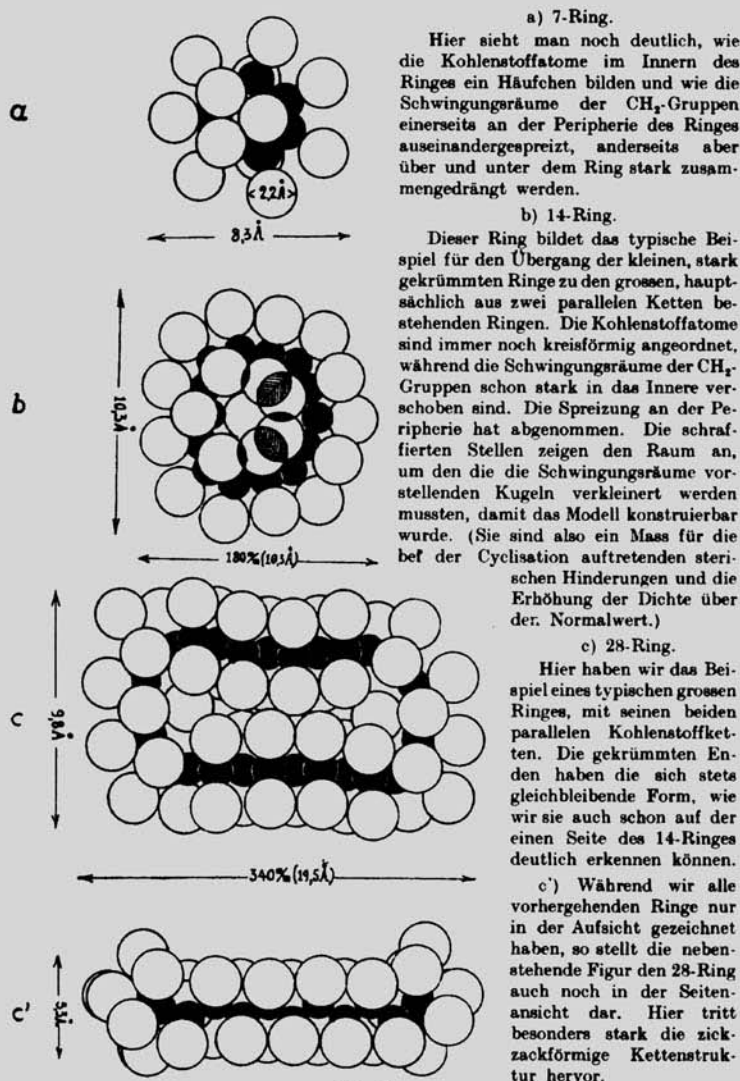 a) 7-Ring.
Hier sieht man noch deutlich, wie
die Kohlenstoffatome im Innern des
Ringes ein Häufchen bilden und wie die
Schwingungsräume der CH₂-Gruppen
einerseits an der Peripherie des Ringes
auseinandergespreizt, anderseits aber
über und unter dem Ring stark zusam-
mengedrängt werden.
a
< 2,2Å >
8,3Å
b) 14-Ring.
Dieser Ring bildet das typische Bei-
spiel für den Übergang der kleinen, stark
gekrümmten Ringe zu den grossen, haupt-
sächlich aus zwei parallelen Ketten be-
stehenden Ringen. Die Kohlenstoffatome
sind immer noch kreisförmig angeordnet,
während die Schwingungsräume der CH₂-
Gruppen schon stark in das Innere ver-
schoben sind. Die Spreizung an der Pe-
ripherie hat abgenommen. Die schraf-
fierten Stellen zeigen den Raum an,
um den die die Schwingungsräume vor-
stellenden Kugeln verkleinert werden
mussten, damit das Modell konstruierbar
wurde. (Sie sind also ein Mass für die
bei der Cyclisation auftretenden steri-
schen Hinderungen und die
Erhöhung der Dichte über
der. Normalwert.)
b
10,3Å
180% (10,3Å)
c) 28-Ring.
Hier haben wir das Bei-
spiel eines typischen grossen
Ringes, mit seinen beiden
parallelen Kohlenstoffket-
ten. Die gekrümmten En-
den haben die sich stets
gleichbleibende Form, wie
wir sie auch schon auf der
einen Seite des 14-Ringes
deutlich erkennen können.
c
9,8Å
340% (19,5Å)
c') Während wir alle
vorhergehenden Ringe nur
in der Aufsicht gezeichnet
haben, so stellt die neben-
stehende Figur den 28-Ring
auch noch in der Seiten-
ansicht dar. Hier tritt
besonders stark die zick-
zackförmige Kettenstruk-
tur hervor.
c'